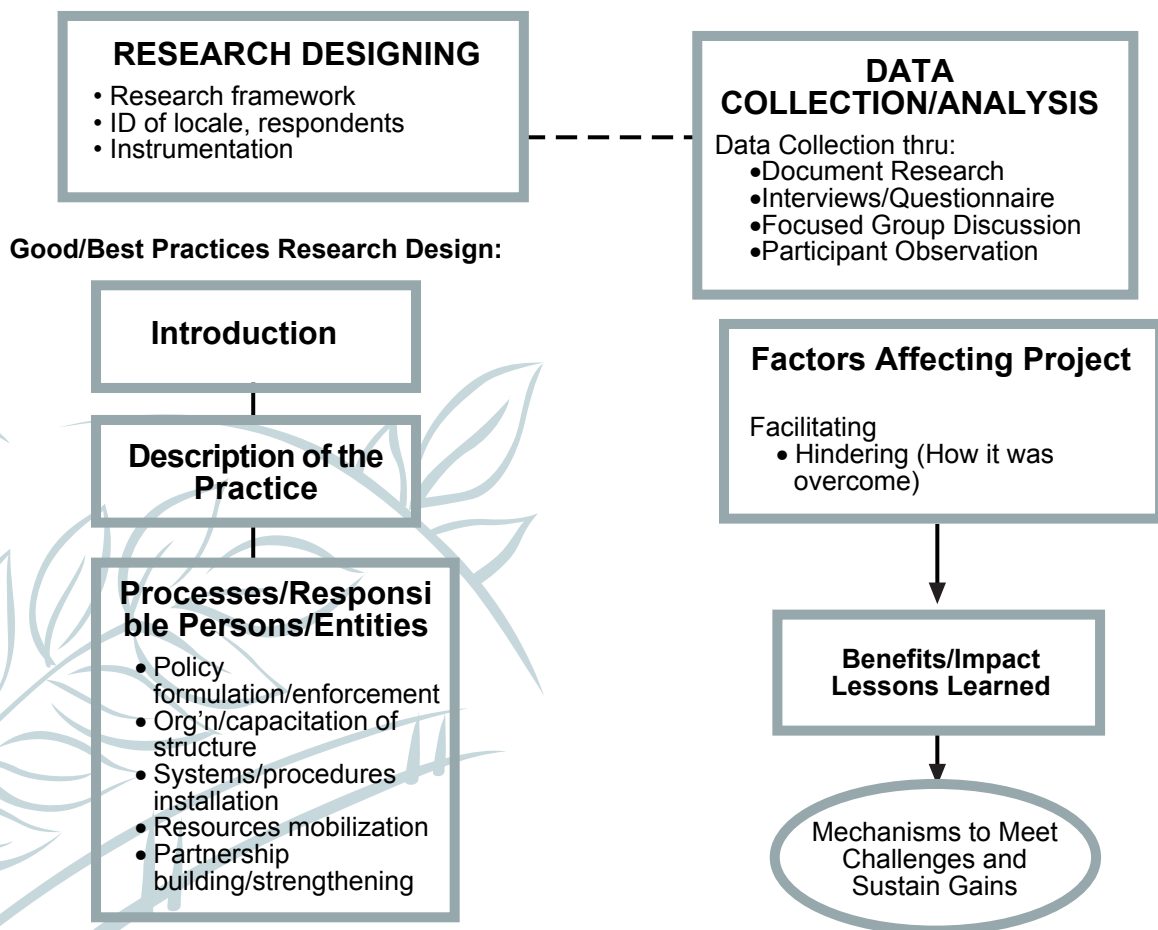 RESEARCH DESIGNING
• Research framework
• ID of locale, respondents
• Instrumentation
DATA
COLLECTION/ANALYSIS
Data Collection thru:
•Document Research
•Interviews/Questionnaire
•Focused Group Discussion
•Participant Observation
Good/Best Practices Research Design:
Introduction
Description of the
Practice
Processes/Responsi
ble Persons/Entities
• Policy
formulation/enforcement
• Org’n/capacitation of
structure
• Systems/procedures
installation
• Resources mobilization
• Partnership
building/strengthening
Factors Affecting Project
Facilitating
• Hindering (How it was
overcome)
Benefits/Impact
Lessons Learned
Mechanisms to Meet
Challenges and
Sustain Gains